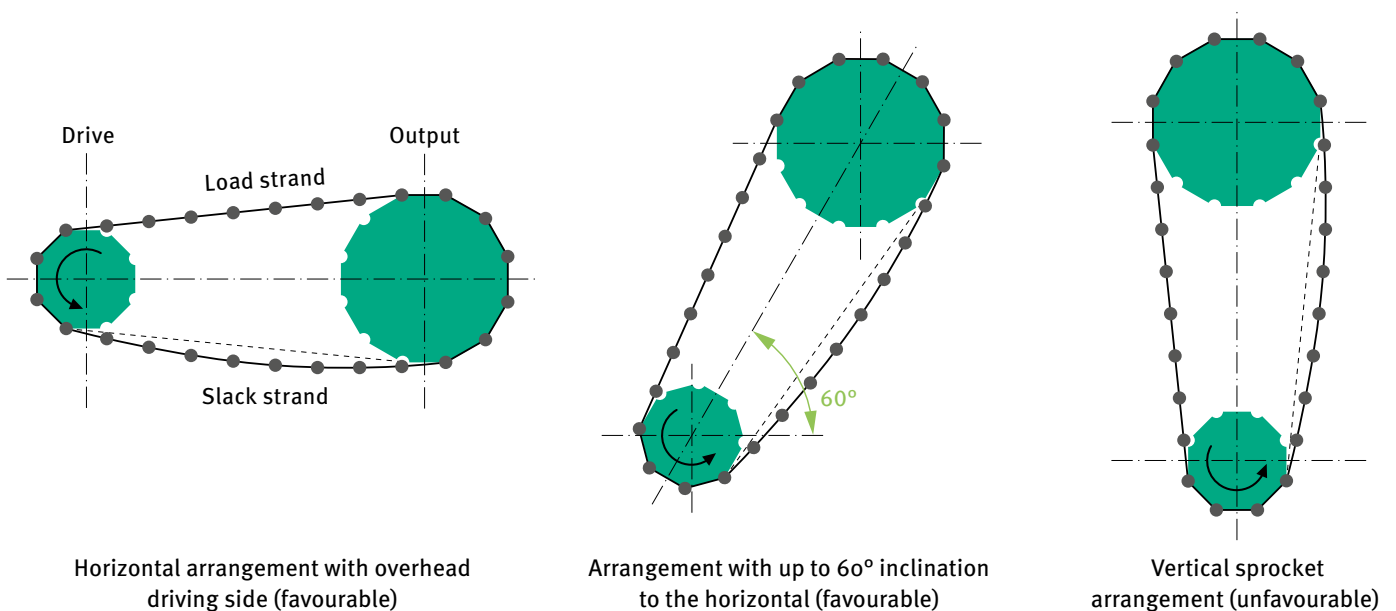 Drive
Output
Load strand
Slack strand
60°
Horizontal arrangement with overhead
driving side (favourable)
Arrangement with up to 60° inclination
to the horizontal (favourable)
Vertical sprocket
arrangement (unfavourable)